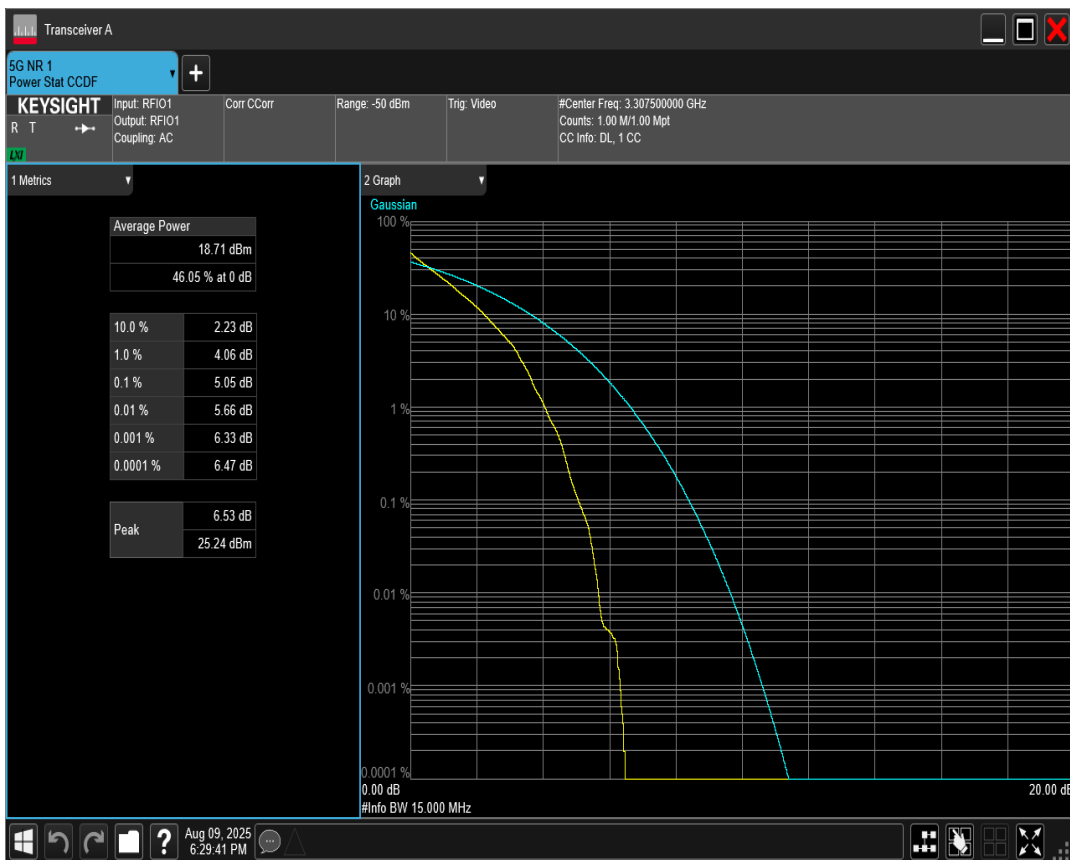 Transceiver A
5G NR 1
Power Stat CCDF
KEYSIGHT
R T
LXI
Input: RFIO1
Output: RFIO1
Coupling: AC
Corr CCorr
Range: -50 dBm
Trig: Video
#Center Freq: 3.307500000 GHz
Counts: 1.00 M/1.00 Mpt
CC Info: DL, 1 CC
1 Metrics
Average Power
18.71 dBm
46.05 % at 0 dB
10.0 % 2.23 dB
1.0 % 4.06 dB
0.1 % 5.05 dB
0.01 % 5.66 dB
0.001 % 6.33 dB
0.0001 % 6.47 dB
Peak 6.53 dB
25.24 dBm
2 Graph
Gaussian
100 %
10 %
1 %
0.1 %
0.01 %
0.001 %
0.0001 %
0.00 dB 20.00 dB
#Info BW 15.000 MHz
?
Aug 09, 2025
6:29:41 PM